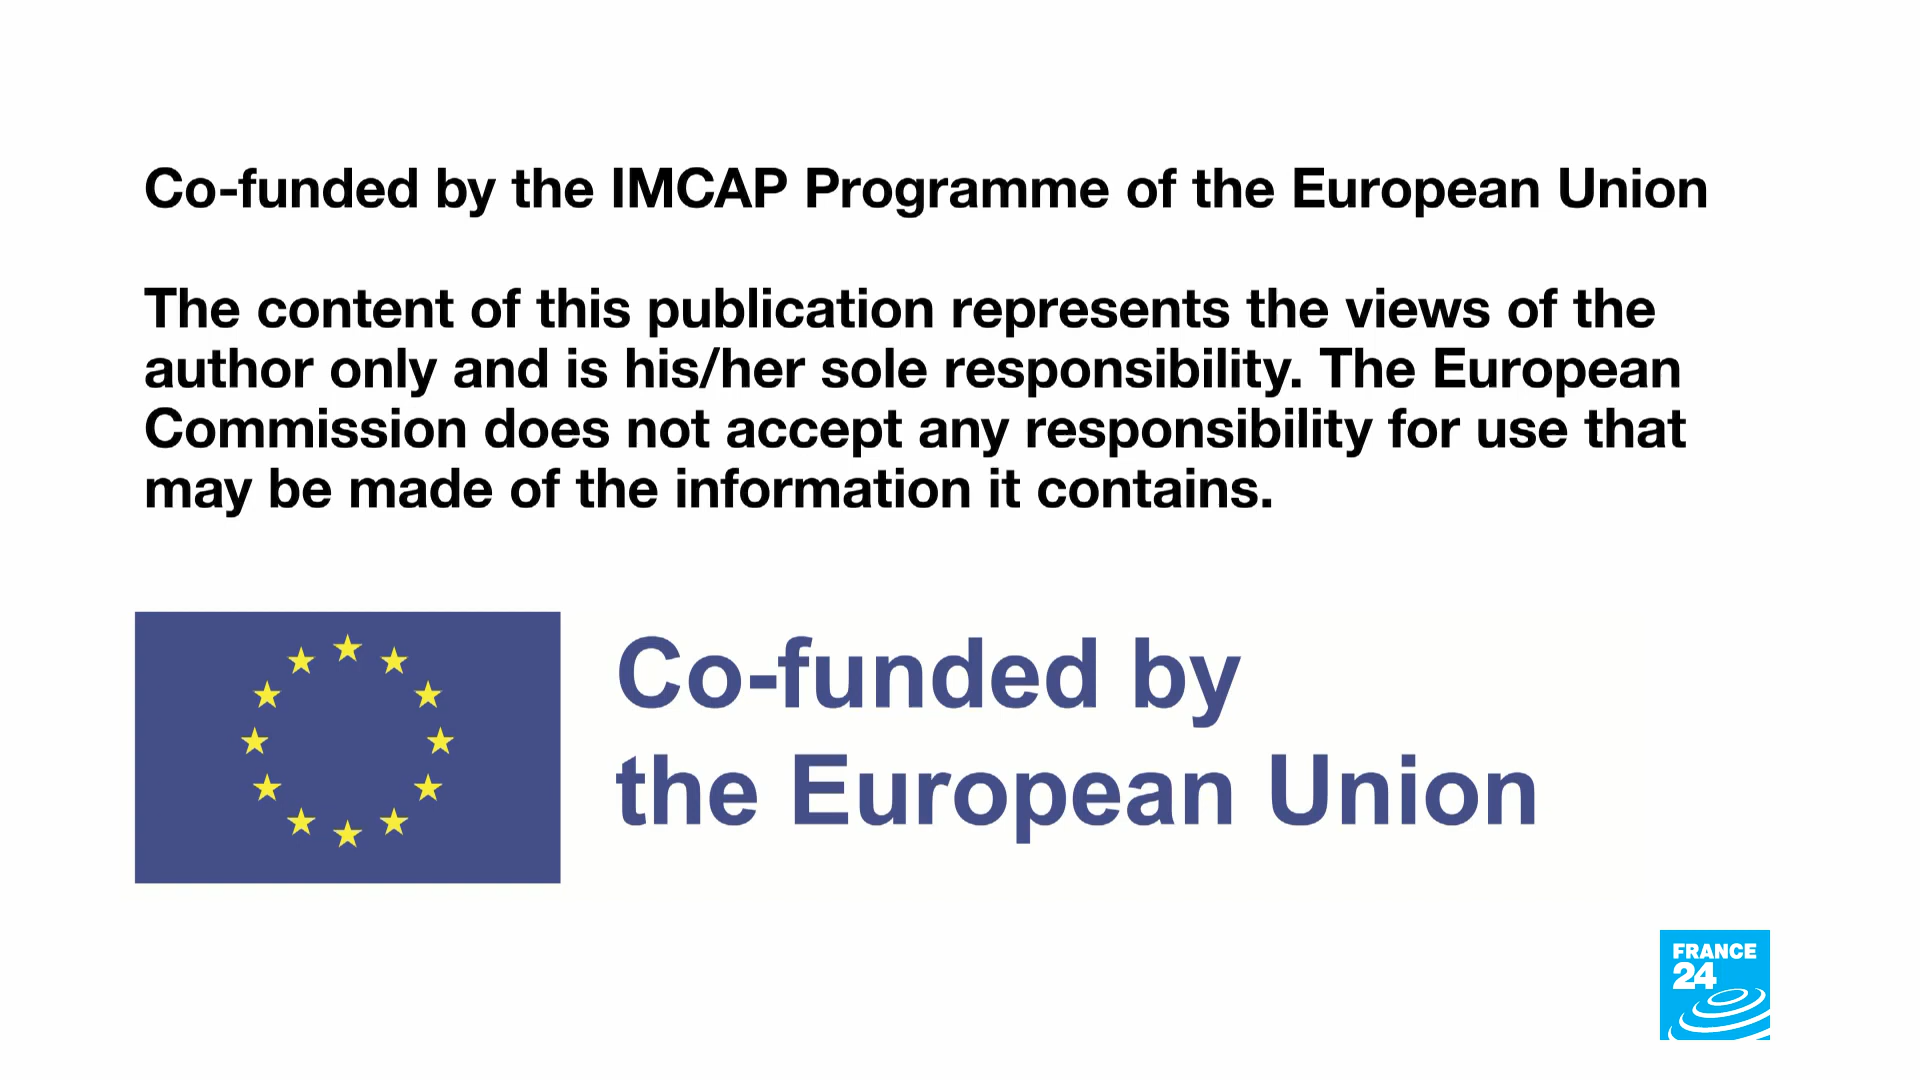 Co-funded by the IMCAP Programme of the European Union
The content of this publication represents the views of the
author only and is his/her sole responsibility. The European
Commission does not accept any responsibility for use that
may be made of the information it contains.
Co-funded by
the European Union
FRANCE
24